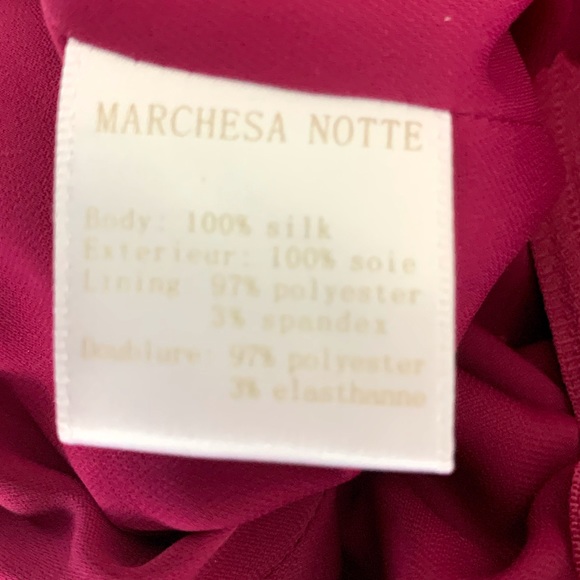 MARCHESA NOTTE
Body: 100% silk
Exterieur: 100% soie
Lining 97% polyester
3% spandex
Doublure: 97% polyester
3% elasthanne